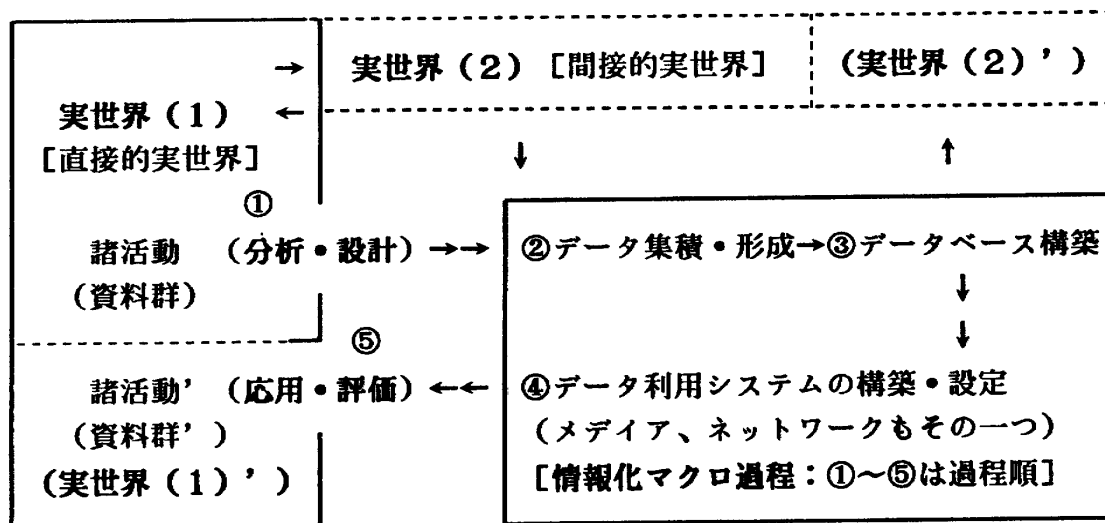 → 実世界(2)[間接的実世界] (実世界(2)’)
実世界(1) ←
[直接的実世界] ↓ ↑
①
諸活動 (分析・設計)→→ ②データ集積・形成→③データベース構築
(資料群) ↓
⑤ ↓
諸活動’(応用・評価)←← ④データ利用システムの構築・設定
(資料群’) (メデイア、ネットワークもその一つ)
(実世界(1)’) [情報化マクロ過程:①~⑤は過程順]